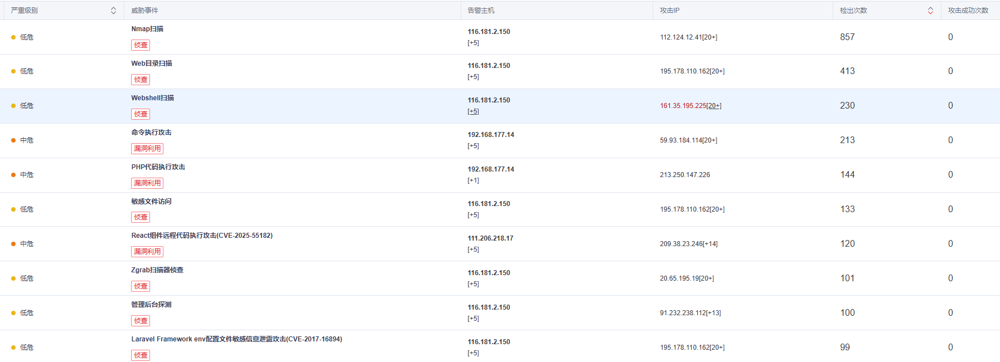 严重级别 威胁事件 告警主机 攻击IP 检出次数 攻击成功次数
低危 Nmap扫描 侦查 116.181.2.150 [+5] 112.124.12.41[20+] 857 0
低危 Web目录扫描 侦查 116.181.2.150 [+5] 195.178.110.162[20+] 413 0
低危 Webshell扫描 侦查 116.181.2.150 [+5] 161.35.195.225[20+] 230 0
中危 命令执行攻击 漏洞利用 192.168.177.14 [+5] 59.93.184.114[20+] 213 0
中危 PHP代码执行攻击 漏洞利用 192.168.177.14 [+1] 213.250.147.226 144 0
低危 敏感文件访问 侦查 116.181.2.150 [+5] 195.178.110.162[20+] 133 0
中危 React组件远程代码执行攻击(CVE-2025-55182) 漏洞利用 111.206.218.17 [+5] 209.38.23.246[+14] 120 0
低危 Zgrab扫描器侦查 侦查 116.181.2.150 [+5] 20.65.195.19[20+] 101 0
低危 管理后台探测 侦查 116.181.2.150 [+5] 91.232.238.112[+13] 100 0
低危 Laravel Framework env配置文件敏感信息泄露攻击(CVE-2017-16894) 侦查 116.181.2.150 [+5] 195.178.110.162[20+] 99 0